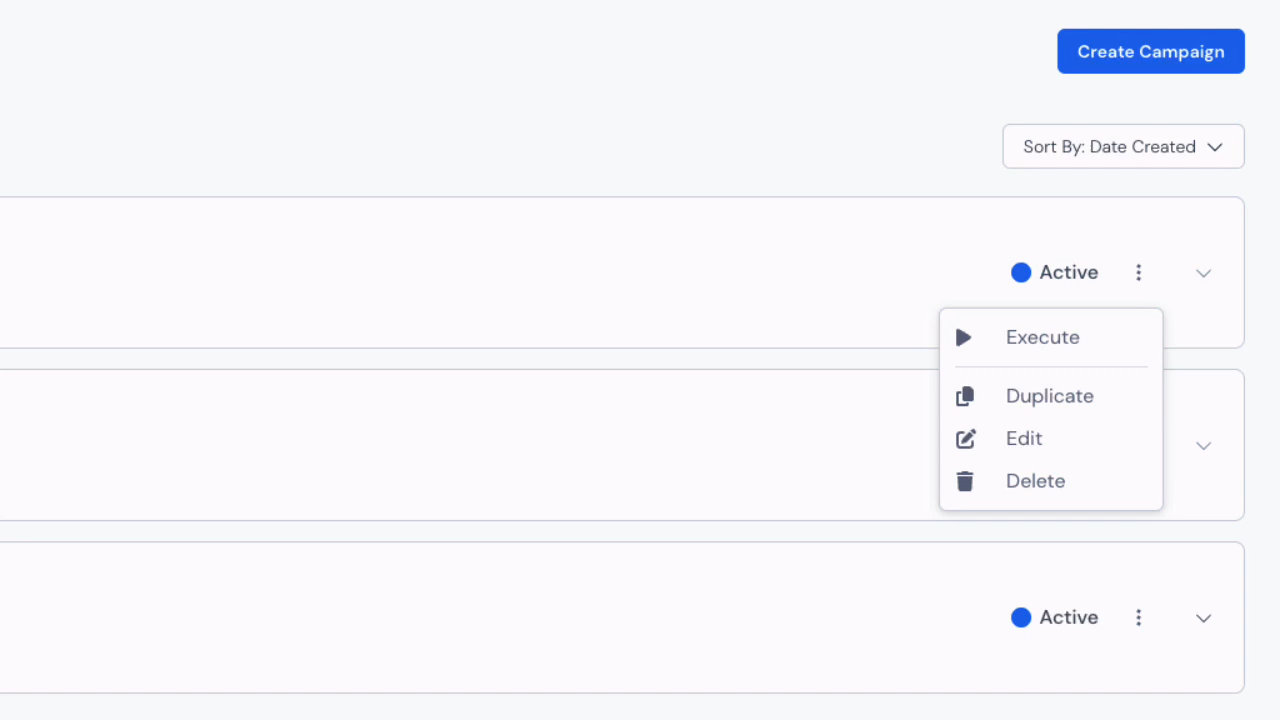 Create Campaign
Sort By: Date Created
Active
Execute
Duplicate
Edit
Delete
Active